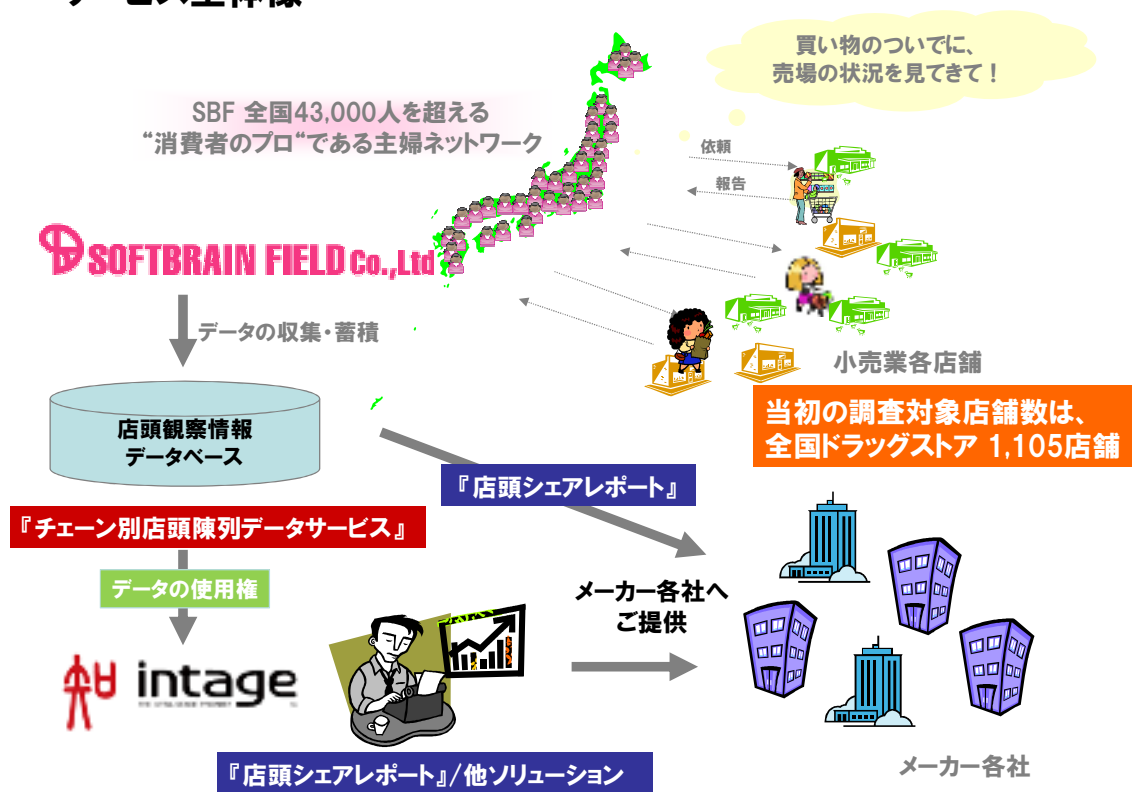 買い物のついでに、
売場の状況を見てきて！
SBF 全国43,000人を超える
“消費者のプロ“である主婦ネットワーク
依頼
報告
SOFTBRAIN FIELD Co.,Ltd
データの収集・蓄積
小売業各店舗
当初の調査対象店舗数は、
全国ドラッグストア 1,105店舗
店頭観察情報
データベース
『店頭シェアレポート』
『チェーン別店頭陳列データサービス』
データの使用権
メーカー各社へ
ご提供
intage
『店頭シェアレポート』/他ソリューション
メーカー各社